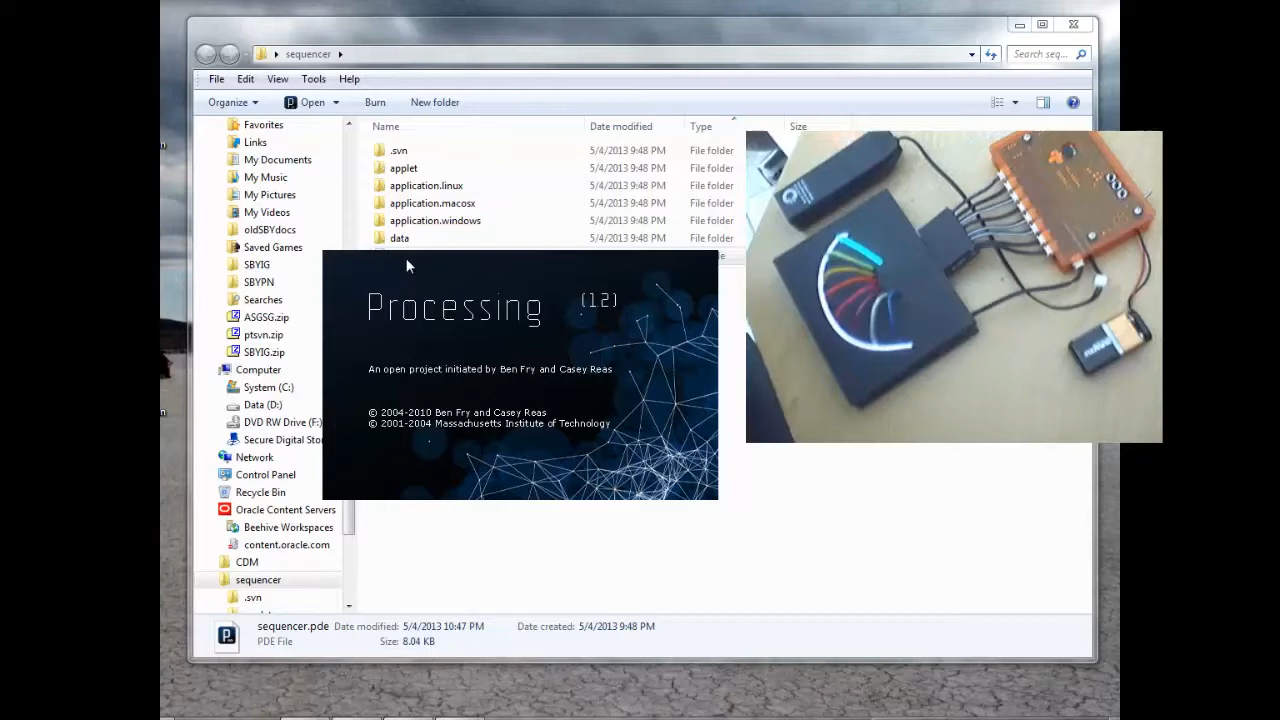 sequencer
Search seq...
File Edit View Tools Help
Organize Open Burn New folder
Name Date modified Type Size
.svn 5/4/2013 9:48 PM File folder
applet 5/4/2013 9:48 PM File folder
application.linux 5/4/2013 9:48 PM File folder
application.macosx 5/4/2013 9:48 PM File folder
application.windows 5/4/2013 9:48 PM File folder
data 5/4/2013 9:48 PM File folder
Favorites
Links
My Documents
My Music
My Pictures
My Videos
oldSBYdocs
Saved Games
SBYIG
SBYPN
Searches
ASGSG.zip
ptsvn.zip
SBYIG.zip
Computer
System (C:)
Data (D:)
DVD RW Drive (F:)
Secure Digital Stor
Network
Control Panel
Recycle Bin
Oracle Content Servers
Beehive Workspaces
content.oracle.com
CDM
sequencer
.svn
Processing (12)
An open project initiated by Ben Fry and Casey Reas
© 2004-2010 Ben Fry and Casey Reas
© 2001-2004 Massachusetts Institute of Technology
sequencer.pde Date modified: 5/4/2013 10:47 PM Date created: 5/4/2013 9:48 PM
PDE File Size: 8.04 KB